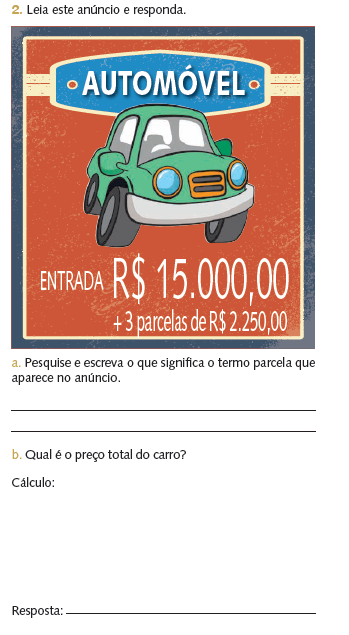 2. Leia este anúncio e responda.
AUTOMÓVEL
ENTRADA R$ 15.000,00
+ 3 parcelas de R$ 2.250,00
a. Pesquise e escreva o que significa o termo parcela que
aparece no anúncio.
b. Qual é o preço total do carro?
Cálculo:
Resposta: